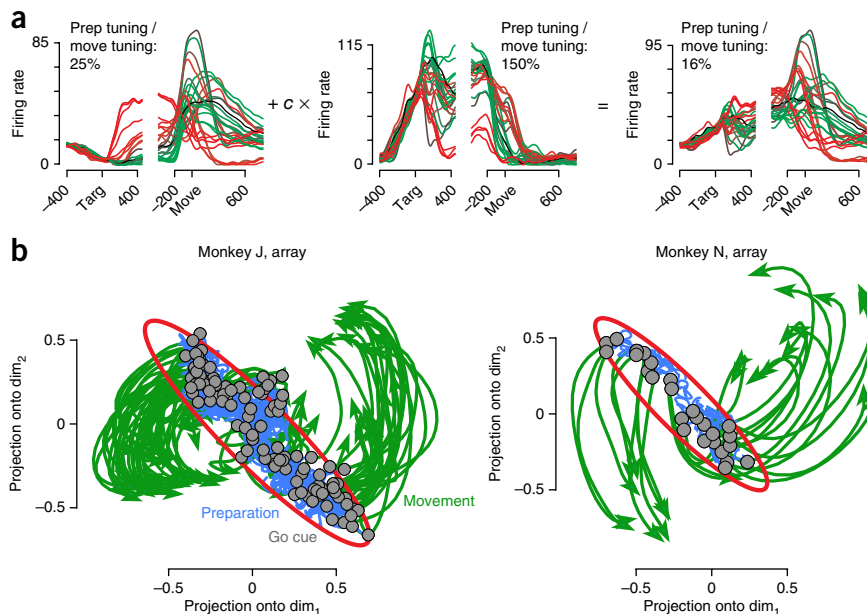 a
Prep tuning /
move tuning:
25%
85
0
Firing rate
−400
Targ
400
−200
Move
600
+ c ×
Prep tuning /
move tuning:
150%
115
0
Firing rate
−400
Targ
400
−200
Move
600
=
Prep tuning /
move tuning:
16%
95
0
Firing rate
−400
Targ
400
−200
Move
600
b
Monkey J, array
0.5
0
−0.5
Projection onto dim2
Preparation
Go cue
Movement
−0.5
0
0.5
Projection onto dim1
Monkey N, array
0.5
0
−0.5
Projection onto dim2
−0.5
0
0.5
Projection onto dim1